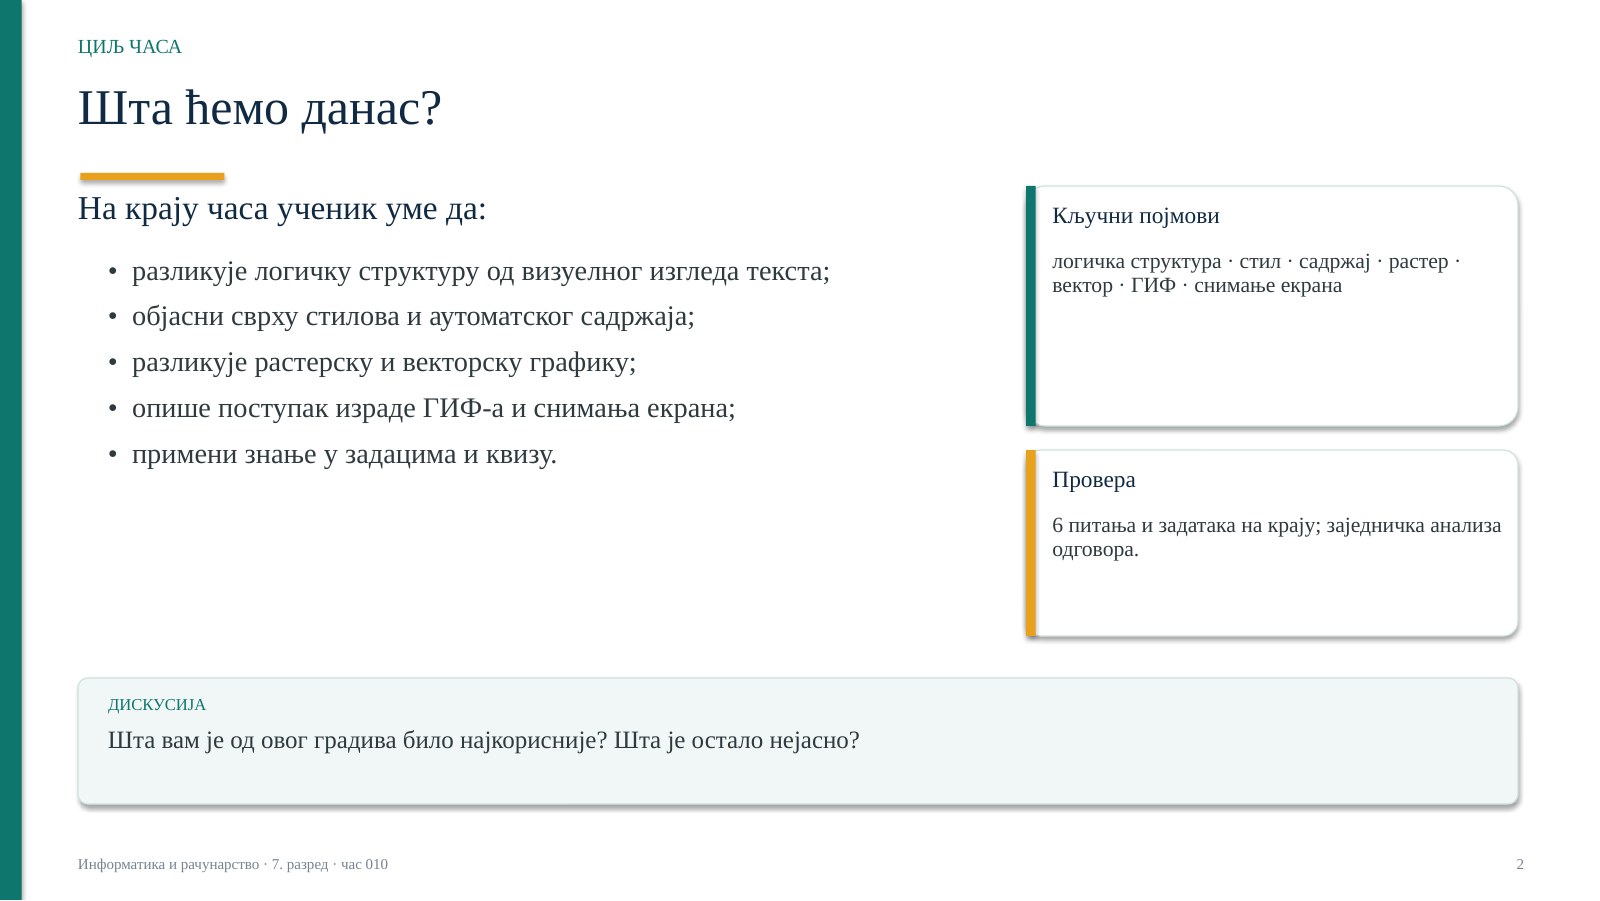 ЦИЉ ЧАСА
Шта ћемо данас?
На крају часа ученик уме да:
• разликује логичку структуру од визуелног изгледа текста;
• објасни сврху стилова и аутоматског садржаја;
• разликује растерску и векторску графику;
• опише поступак израде ГИФ-а и снимања екрана;
• примени знање у задацима и квизу.
Кључни појмови
логичка структура · стил · садржај · растер ·
вектор · ГИФ · снимање екрана
Провера
6 питања и задатака на крају; заједничка анализа
одговора.
ДИСКУСИЈА
Шта вам је од овог градива било најкорисније? Шта је остало нејасно?
Информатика и рачунарство · 7. разред · час 010
2